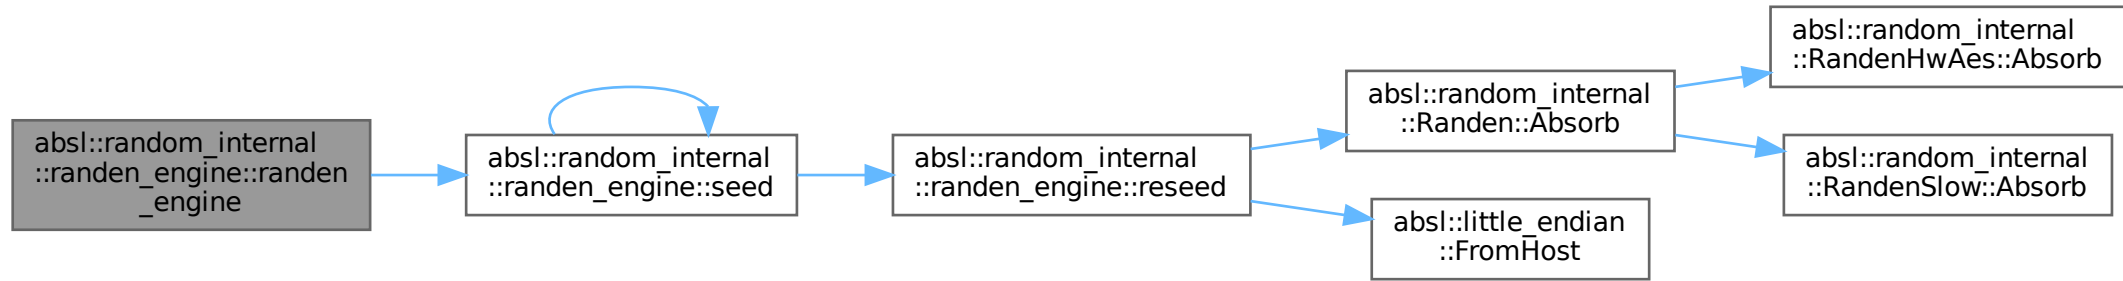 absl::random_internal
::randen_engine::randen
_engine
absl::random_internal
::randen_engine::seed
absl::random_internal
::randen_engine::reseed
absl::random_internal
::Randen::Absorb
absl::little_endian
::FromHost
absl::random_internal
::RandenHwAes::Absorb
absl::random_internal
::RandenSlow::Absorb